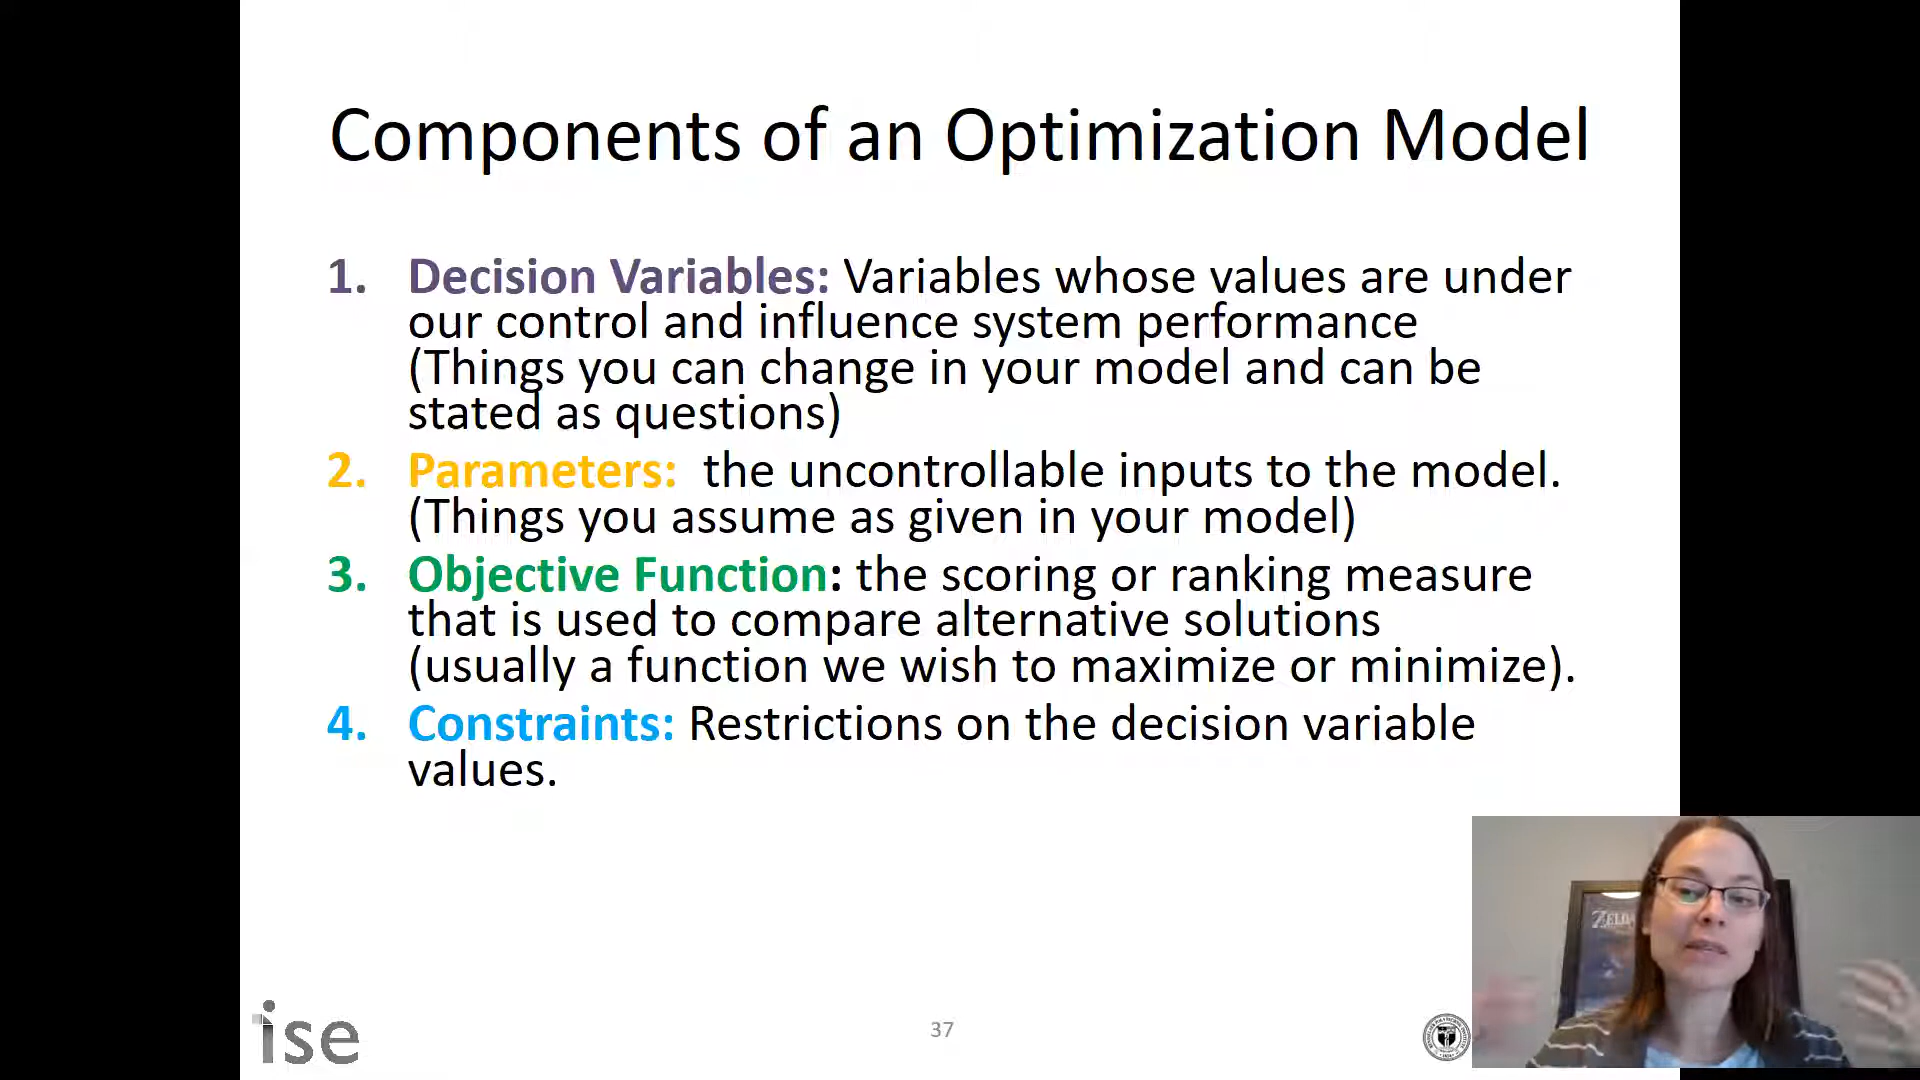 Components of an Optimization Model
1. Decision Variables: Variables whose values are under
our control and influence system performance
(Things you can change in your model and can be
stated as questions)
2. Parameters: the uncontrollable inputs to the model.
(Things you assume as given in your model)
3. Objective Function: the scoring or ranking measure
that is used to compare alternative solutions
(usually a function we wish to maximize or minimize).
4. Constraints: Restrictions on the decision variable
values.
ise
37